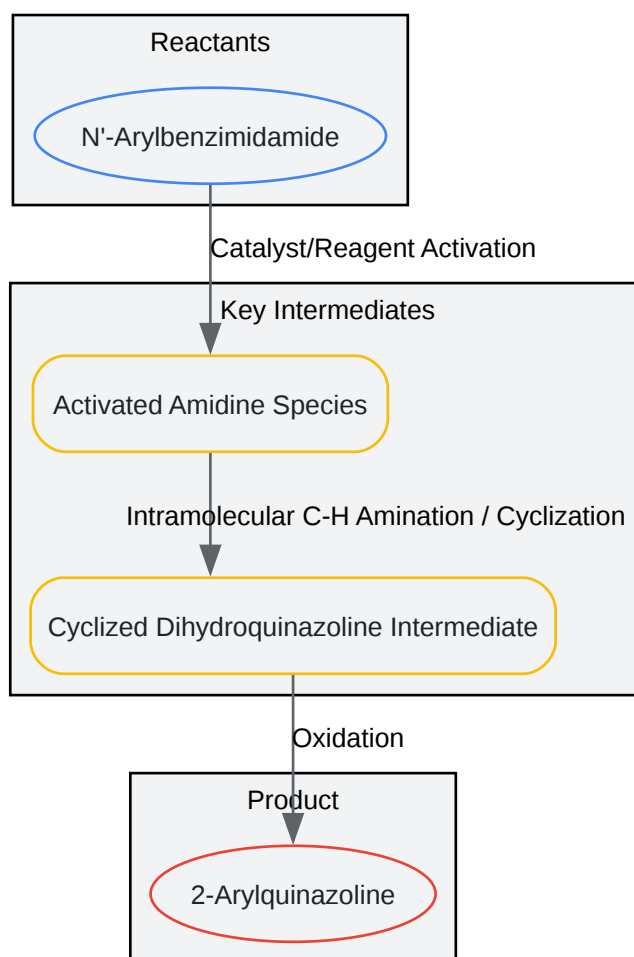 Reactants
N'-Arylbenzimidamide
Catalyst/Reagent Activation
Key Intermediates
Activated Amidine Species
Intramolecular C-H Amination / Cyclization
Cyclized Dihydroquinazoline Intermediate
Oxidation
Product
2-Arylquinazoline